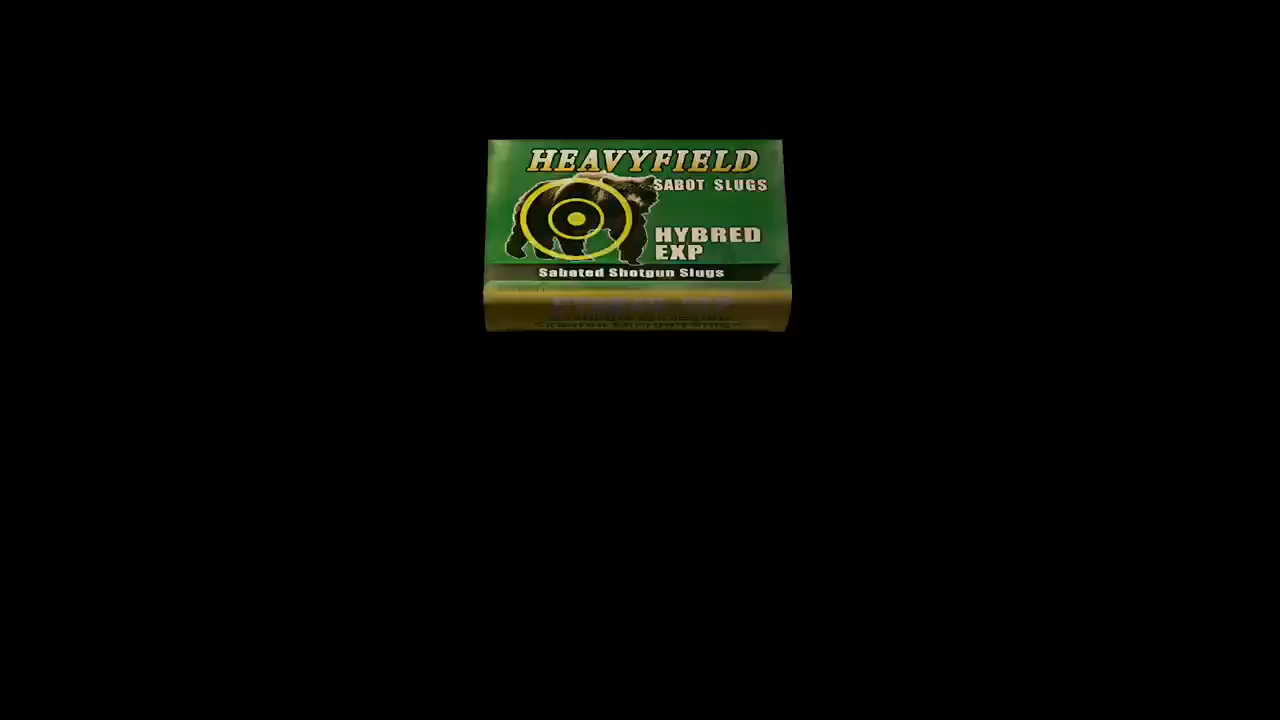 HEAVYFIELD
SABOT SLUGS
HYBRED
EXP
Saboted Shotgun Slugs